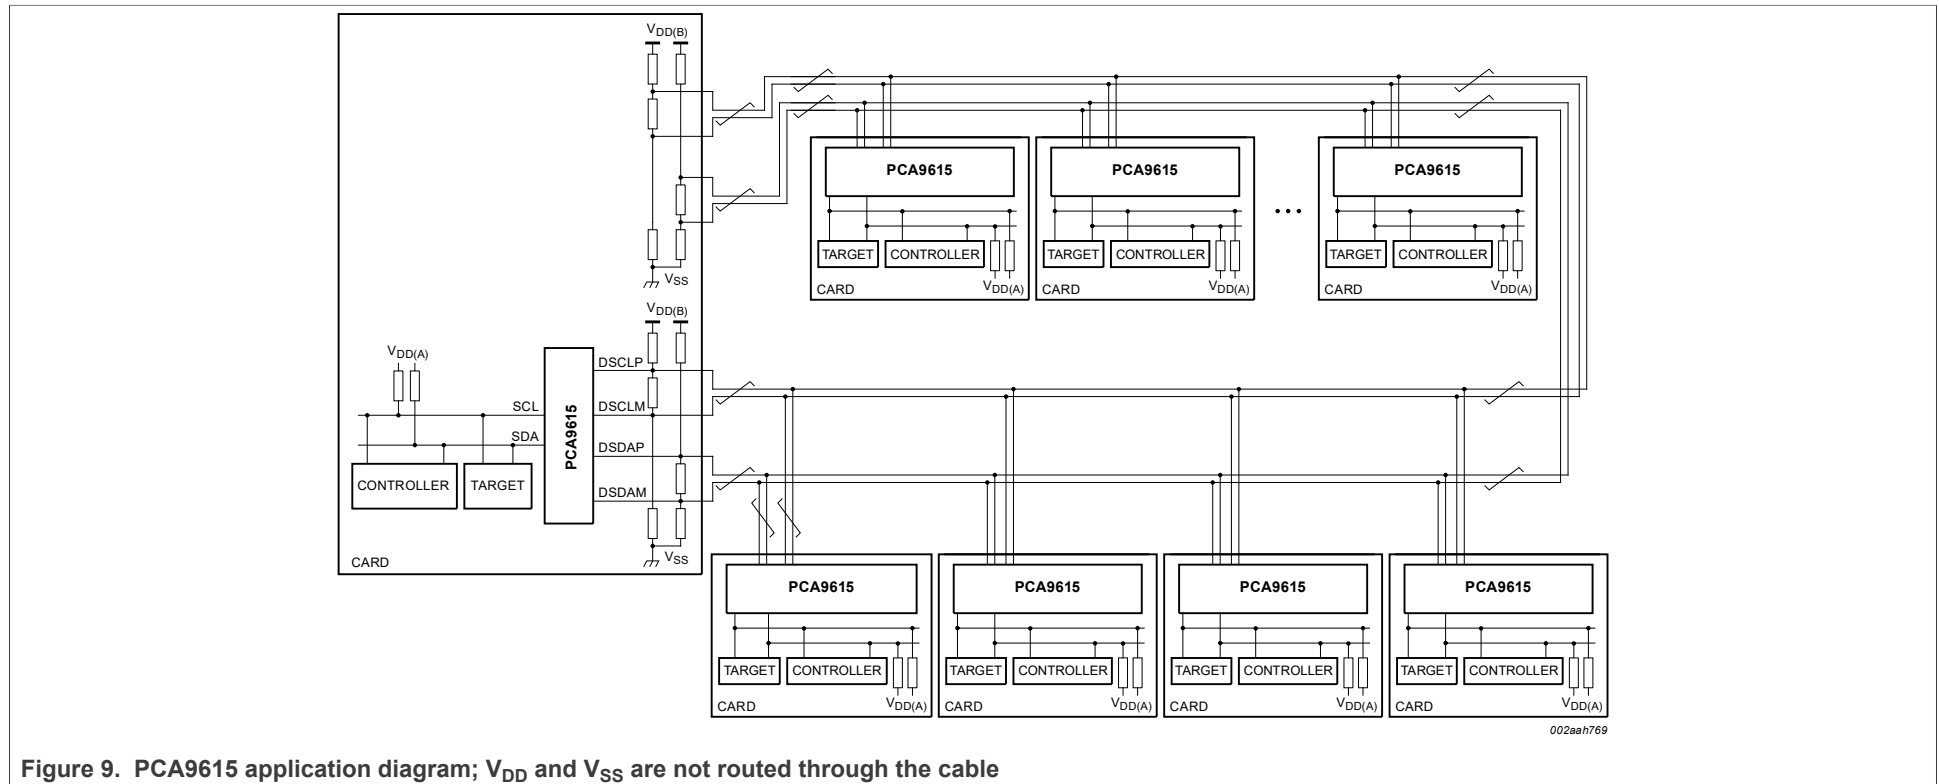 VDD(B)
PCA9615
PCA9615
PCA9615
...
TARGET CONTROLLER
TARGET CONTROLLER
TARGET CONTROLLER
VSS
CARD VDD(A)
CARD VDD(A)
CARD VDD(A)
VDD(B)
VDD(A)
DSCLP
SCL
DSCLM
SDA
PCA9615
DSDAP
CONTROLLER
TARGET
DSDAM
VSS
CARD
PCA9615
PCA9615
PCA9615
PCA9615
TARGET CONTROLLER
TARGET CONTROLLER
TARGET CONTROLLER
TARGET CONTROLLER
CARD VDD(A)
CARD VDD(A)
CARD VDD(A)
CARD VDD(A)
002aah769
Figure 9. PCA9615 application diagram; VDD and VSS are not routed through the cable